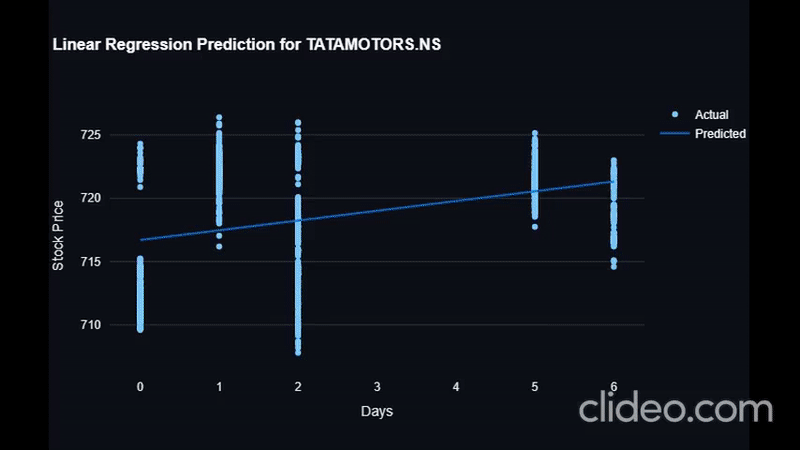 Linear Regression Prediction for TATAMOTORS.NS
Actual
Predicted
725
720
715
710
Stock Price
0 1 2 3 4 5 6
Days
clideo.com